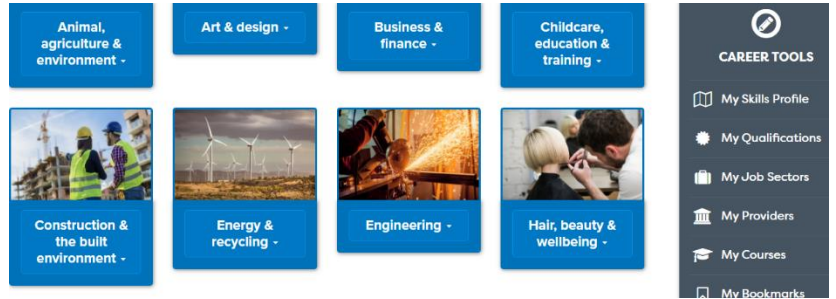 Animal,
agriculture &
environment -
Art & design -
Business &
finance -
Childcare,
education &
training -
Construction &
the built
environment -
Energy &
recycling -
Engineering -
Hair, beauty &
wellbeing -
CAREER TOOLS
My Skills Profile
My Qualifications
My Job Sectors
My Providers
My Courses
My Bookmarks